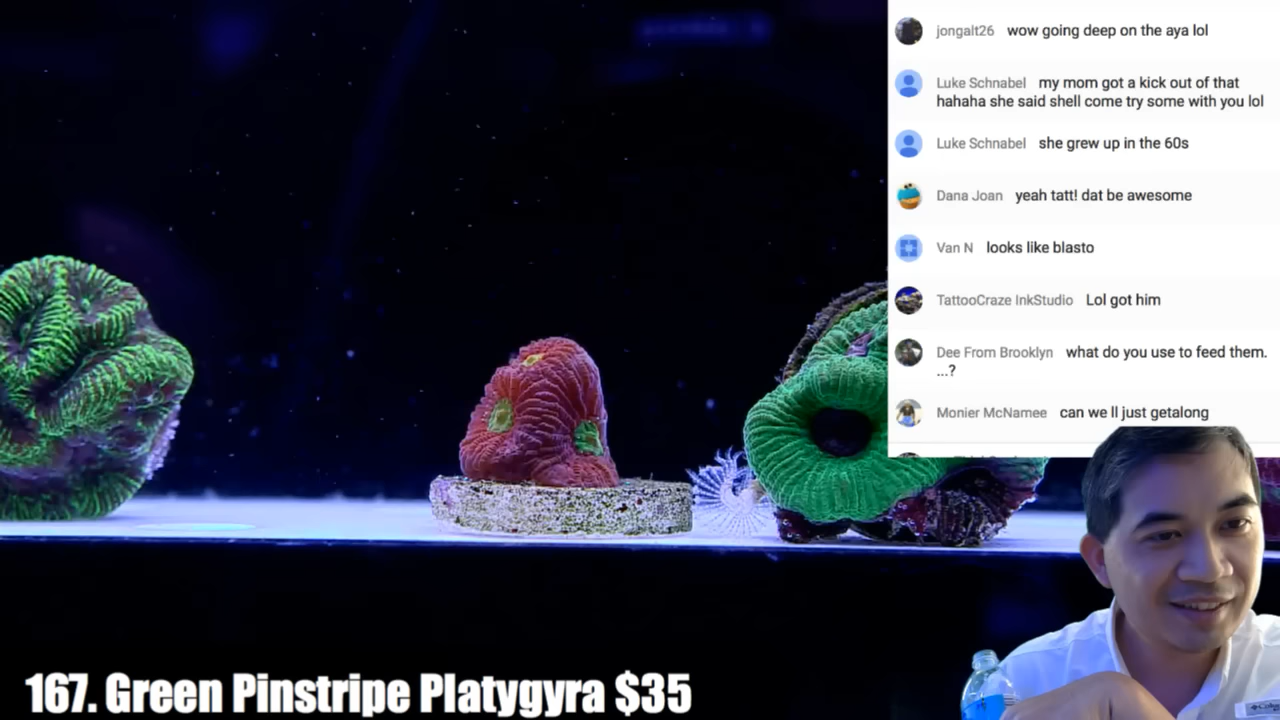 jongalt26 wow going deep on the aya lol
Luke Schnabel my mom got a kick out of that
hahaha she said shell come try some with you lol
Luke Schnabel she grew up in the 60s
Dana Joan yeah tatt! dat be awesome
Van N looks like blasto
TattooCraze InkStudio Lol got him
Dee From Brooklyn what do you use to feed them.
...?
Monier McNamee can we ll just getalong
167. Green Pinstripe Platygyra $35